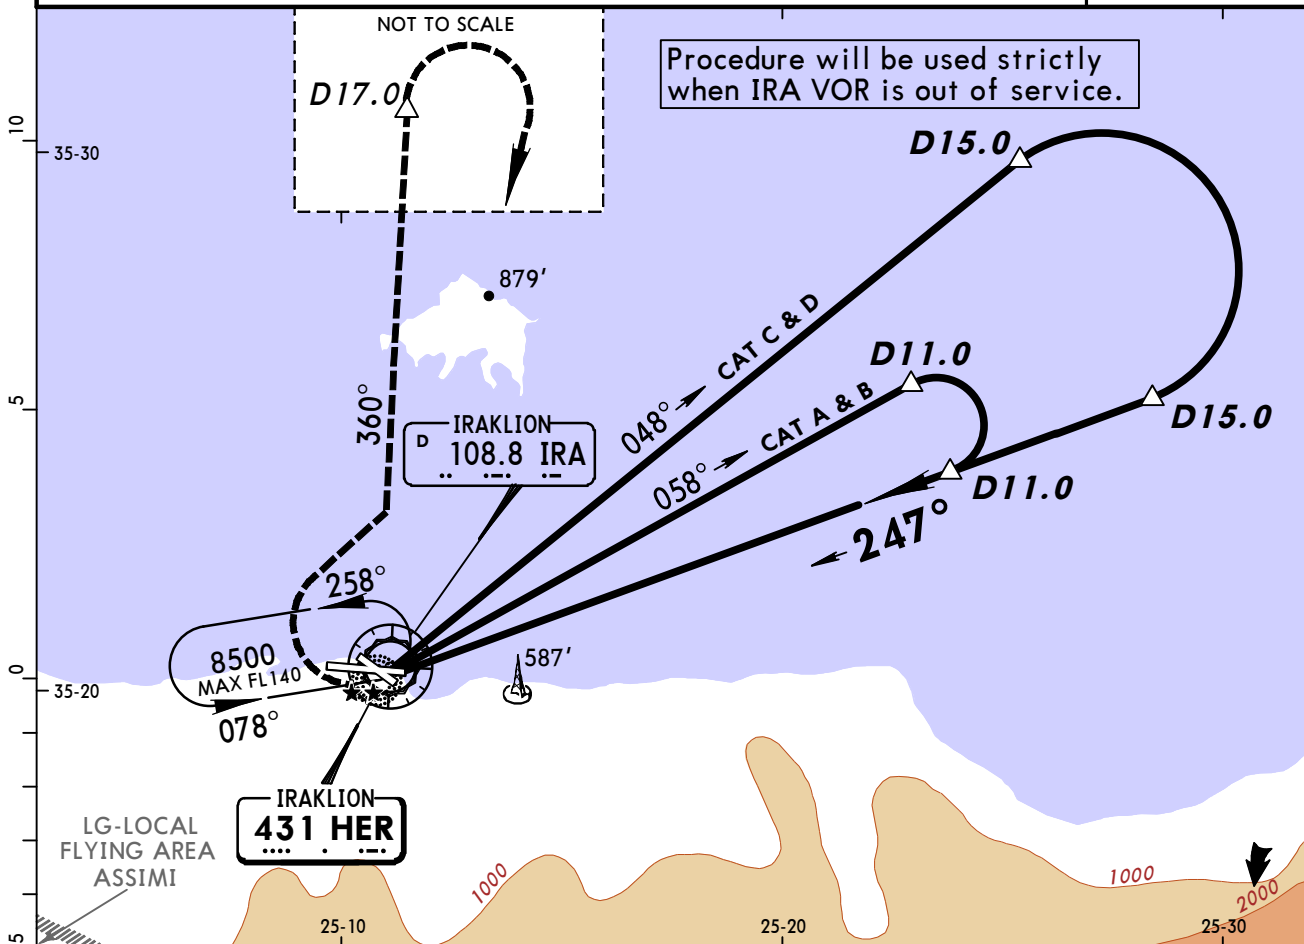 NOT TO SCALE
D17.0
Procedure will be used strictly
when IRA VOR is out of service.
10
35-30
D15.0
879'
CAT C & D
048°
D11.0
CAT A & B
058°
D15.0
D11.0
247°
5
360°
IRAKLION
D 108.8 IRA
258°
8500
MAX FL140
078°
587'
0
35-20
IRAKLION
431 HER
LG-LOCAL
FLYING AREA
ASSIMI
1000
1000
2000
5
25-10
25-20
25-30